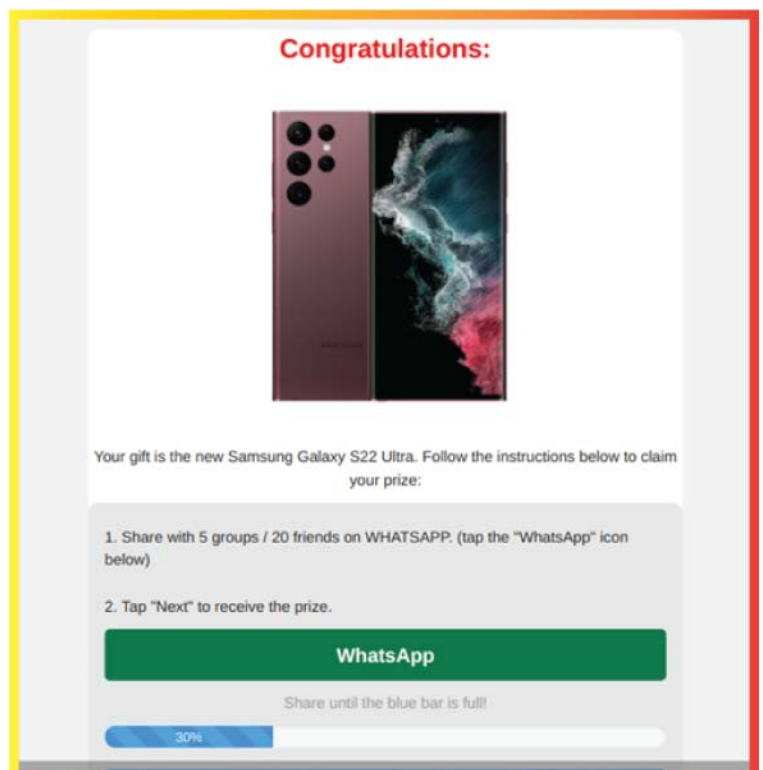 Congratulations:
Your gift is the new Samsung Galaxy S22 Ultra. Follow the instructions below to claim
your prize:
1. Share with 5 groups / 20 friends on WHATSAPP. (tap the "WhatsApp" icon
below)
2. Tap "Next" to receive the prize.
WhatsApp
Share until the blue bar is full!
30%